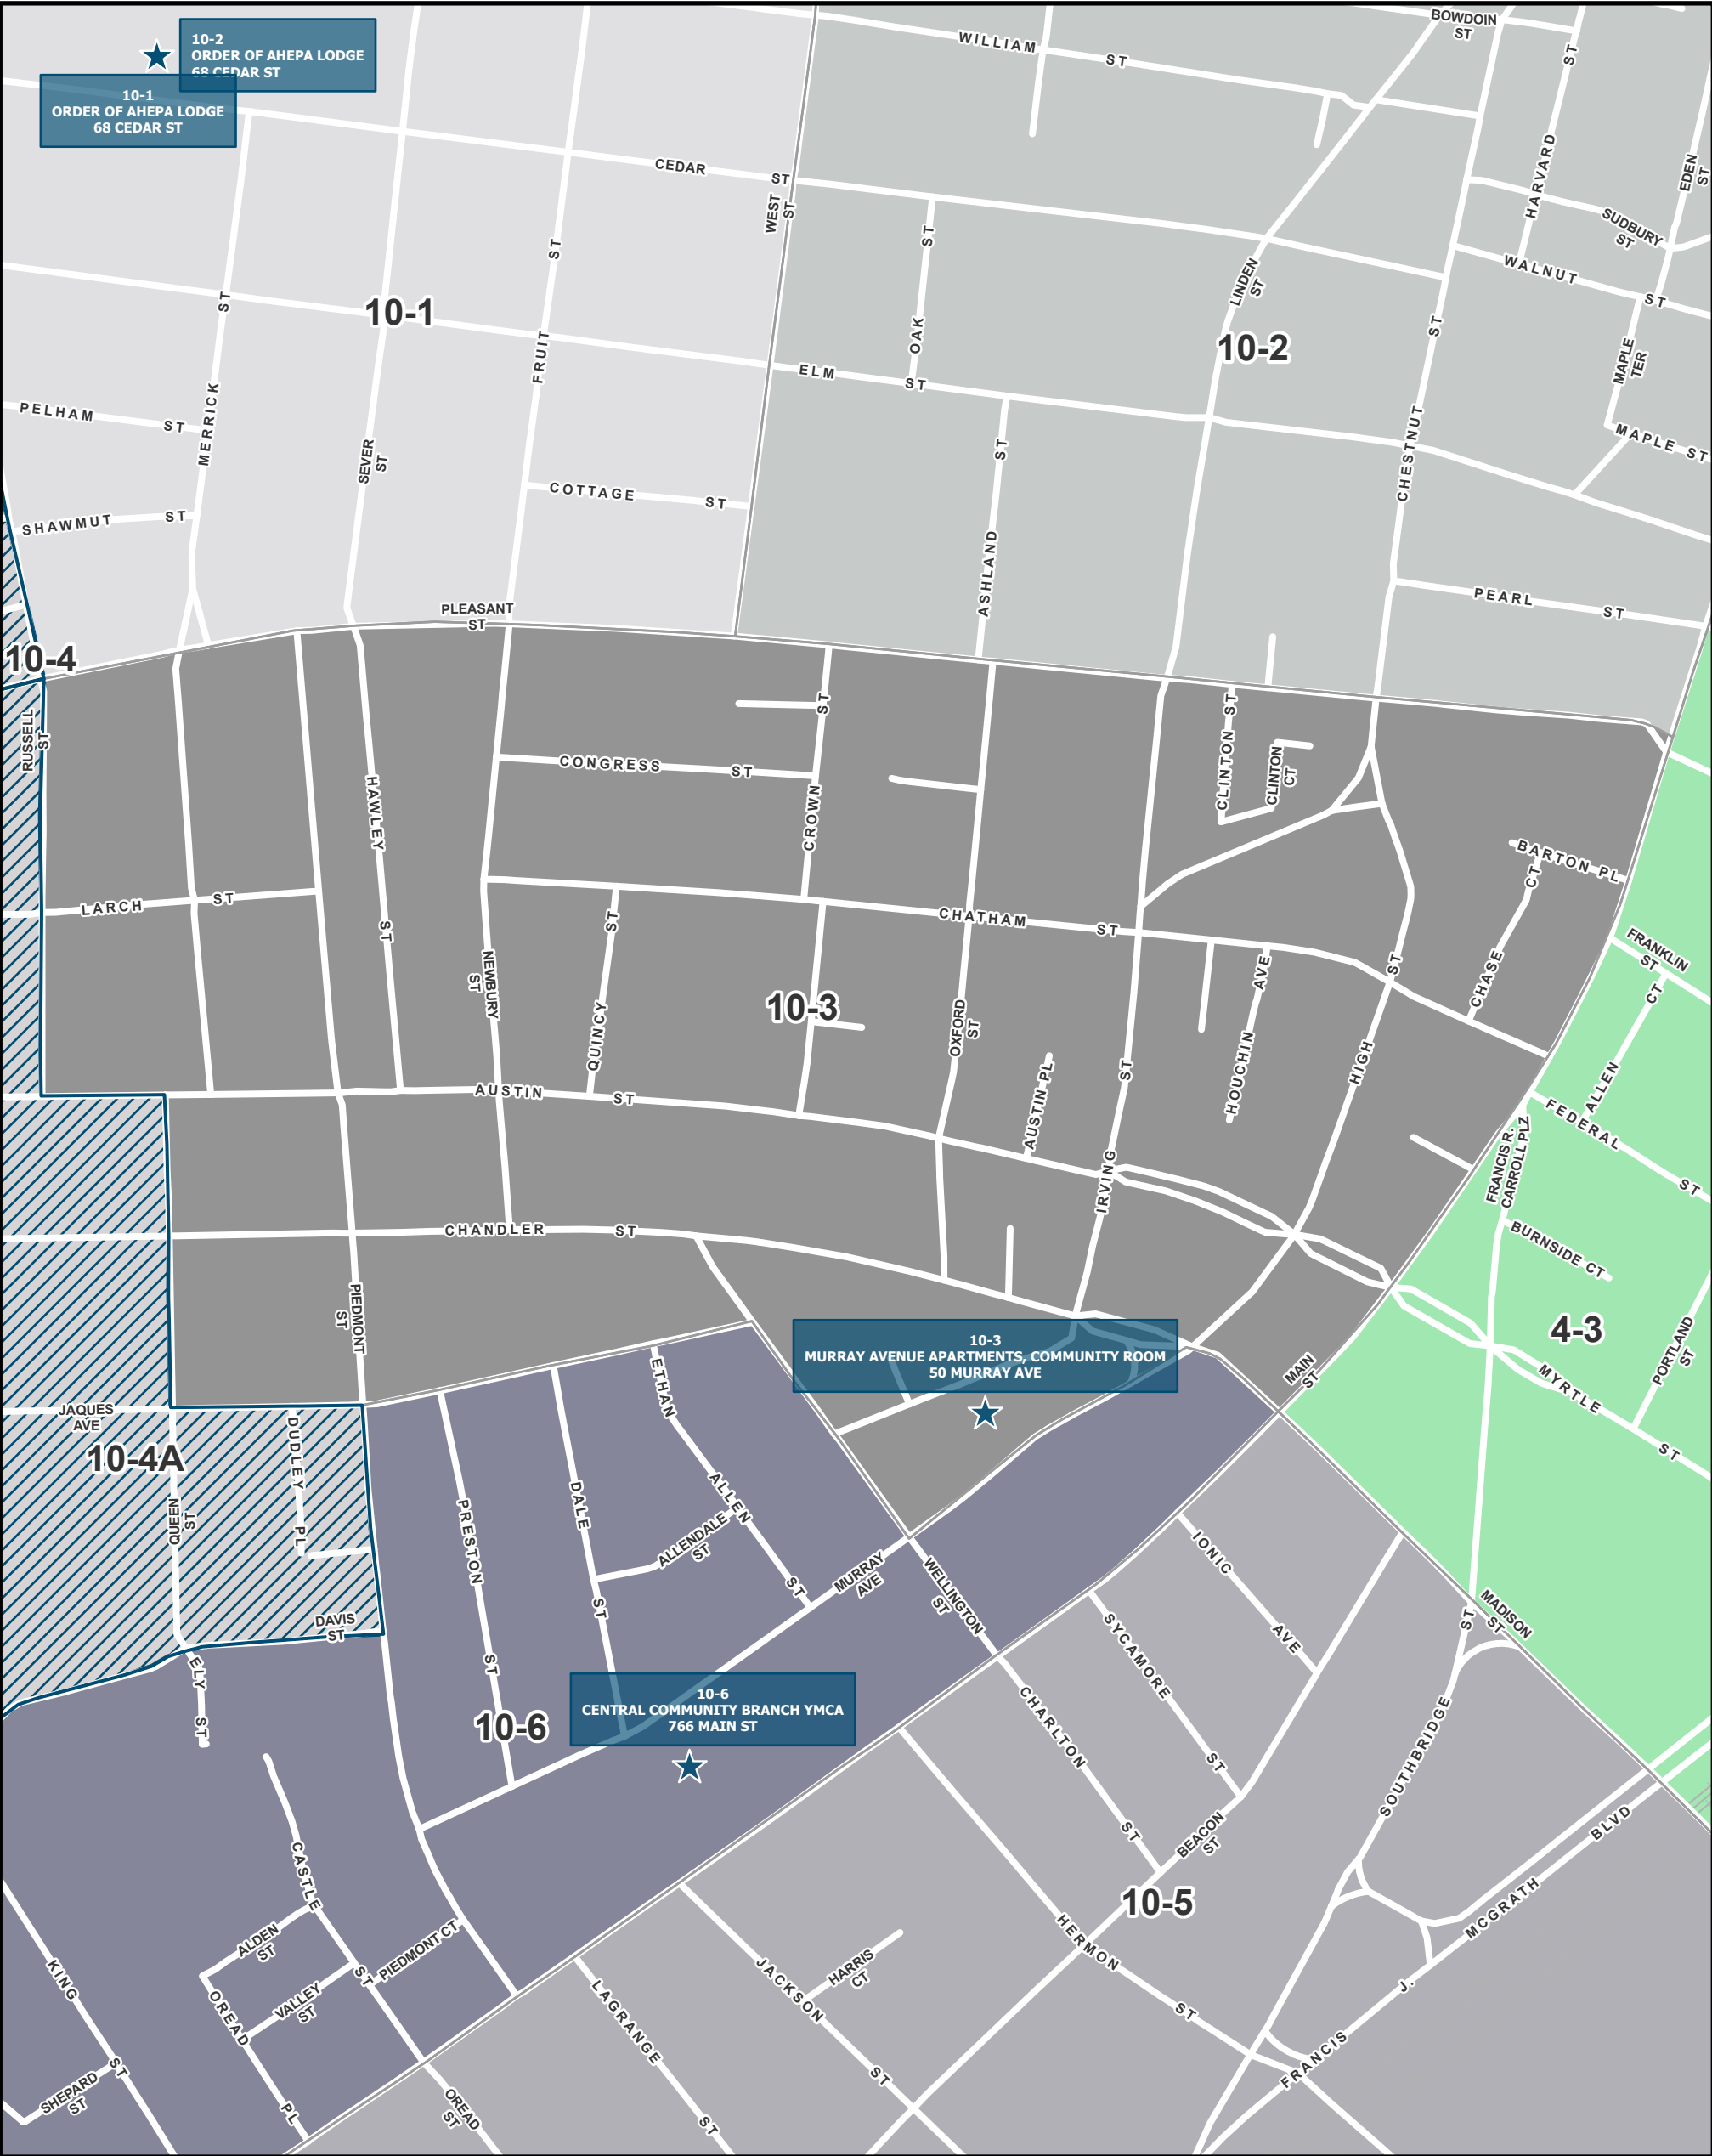 10-2
ORDER OF AHEPA LODGE
68 CEDAR ST
10-1
ORDER OF AHEPA LODGE
68 CEDAR ST
BOWDOIN
ST
WILLIAM ST
HARVARD ST
EDEN
ST
CEDAR ST
WEST
ST
SUDBURY
ST
WALNUT ST
OAK ST
LINDEN
ST
FRUIT ST
10-1
10-2
MERRICK ST
CHESTNUT ST
MAPLE
TER
ELM ST
PELHAM ST
MAPLE ST
SEVER
ST
COTTAGE ST
SHAWMUT ST
ASHLAND ST
PEARL ST
PLEASANT
ST
10-4
RUSSELL
ST
HAWLEY ST
CONGRESS ST
CROWN ST
CLINTON ST
CLINTON
CT
BARTON PL
LARCH ST
CHATHAM ST
CHASE CT
FRANKLIN
ST
NEWBURY
ST
QUINCY ST
10-3
OXFORD
ST
HOUCHIN AVE
HIGH ST
ALLEN CT
AUSTIN ST
AUSTIN PL
IRVING ST
FEDERAL ST
FRANCIS R.
CARROLL PLZ
CHANDLER ST
BURNSIDE CT
PIEDMONT
ST
10-3
MURRAY AVENUE APARTMENTS, COMMUNITY ROOM
50 MURRAY AVE
4-3
MAIN
ST
PORTLAND
ST
MYRTLE ST
JAQUES
AVE
10-4A
DUDLEY PL
QUEEN
ST
ETHAN ALLEN ST
PRESTON ST
DALE ST
ALLENDALE
ST
MURRAY
AVE
WELLINGTON
ST
IONIC AVE
DAVIS
ST
MADISON
ST
SYCAMORE ST
ELY ST
10-6
10-6
CENTRAL COMMUNITY BRANCH YMCA
766 MAIN ST
CHARLTON ST
SOUTHBRIDGE ST
BEACON
ST
10-5
CASTLE ST
ALDEN
ST
PIEDMONT CT
HERMON ST
FRANCIS J. MCGRATH BLVD
KING ST
VALLEY
ST
OREAD PL
HARRIS
CT
JACKSON ST
LAGRANGE ST
SHEPARD
ST
OREAD
ST